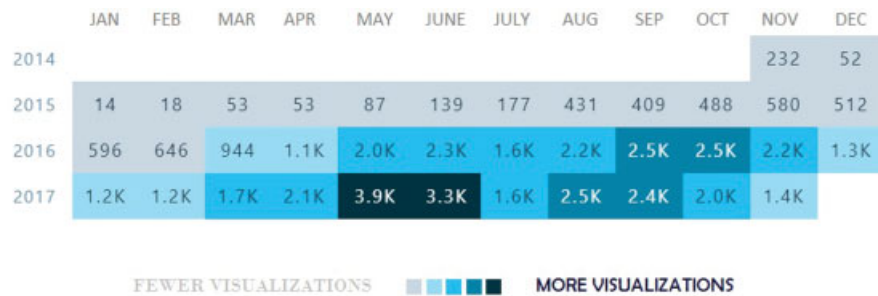 JAN FEB MAR APR MAY JUNE JULY AUG SEP OCT NOV DEC
2014 232 52
2015 14 18 53 53 87 139 177 431 409 488 580 512
2016 596 646 944 1.1K 2.0K 2.3K 1.6K 2.2K 2.5K 2.5K 2.2K 1.3K
2017 1.2K 1.2K 1.7K 2.1K 3.9K 3.3K 1.6K 2.5K 2.4K 2.0K 1.4K
FEWER VISUALIZATIONS MORE VISUALIZATIONS